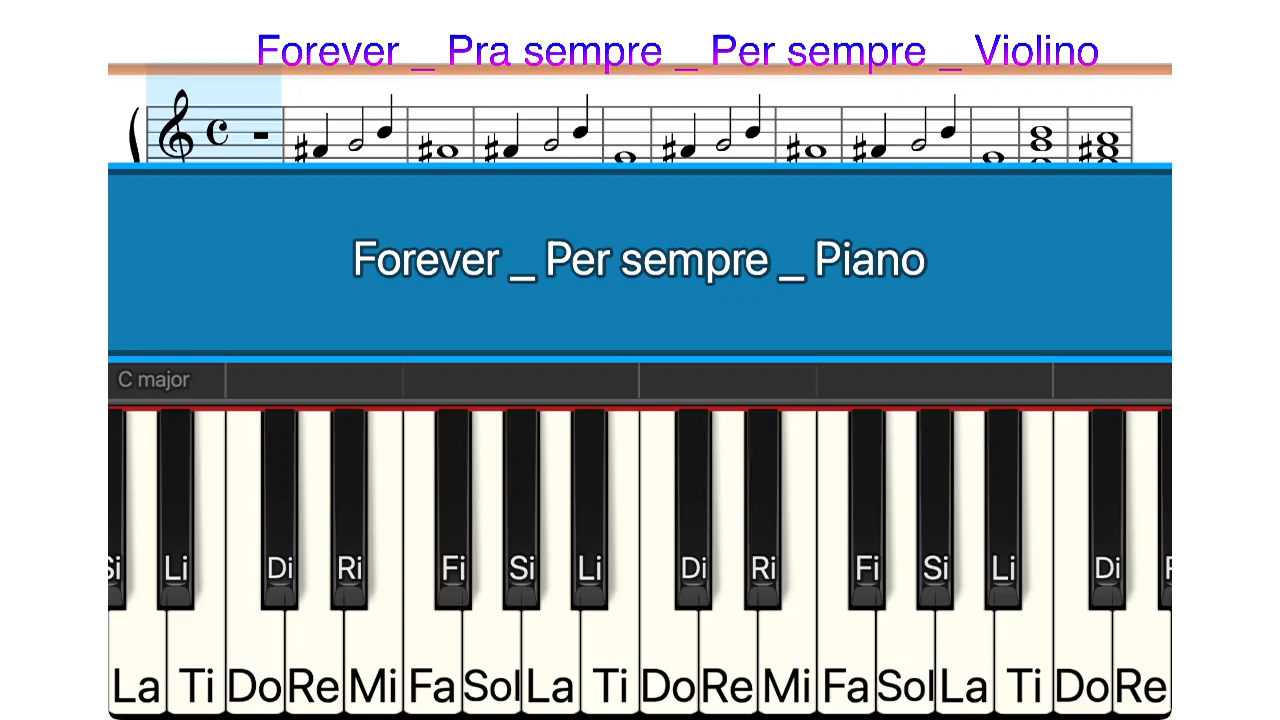 Forever _ Pra sempre _ Per sempre _ Violino
Forever _ Per sempre _ Piano
C major
Si Li Di Ri Fi Si Li Di Ri Fi Si Li Di
La Ti Do Re Mi Fa Sol La Ti Do Re Mi Fa Sol La Ti Do Re